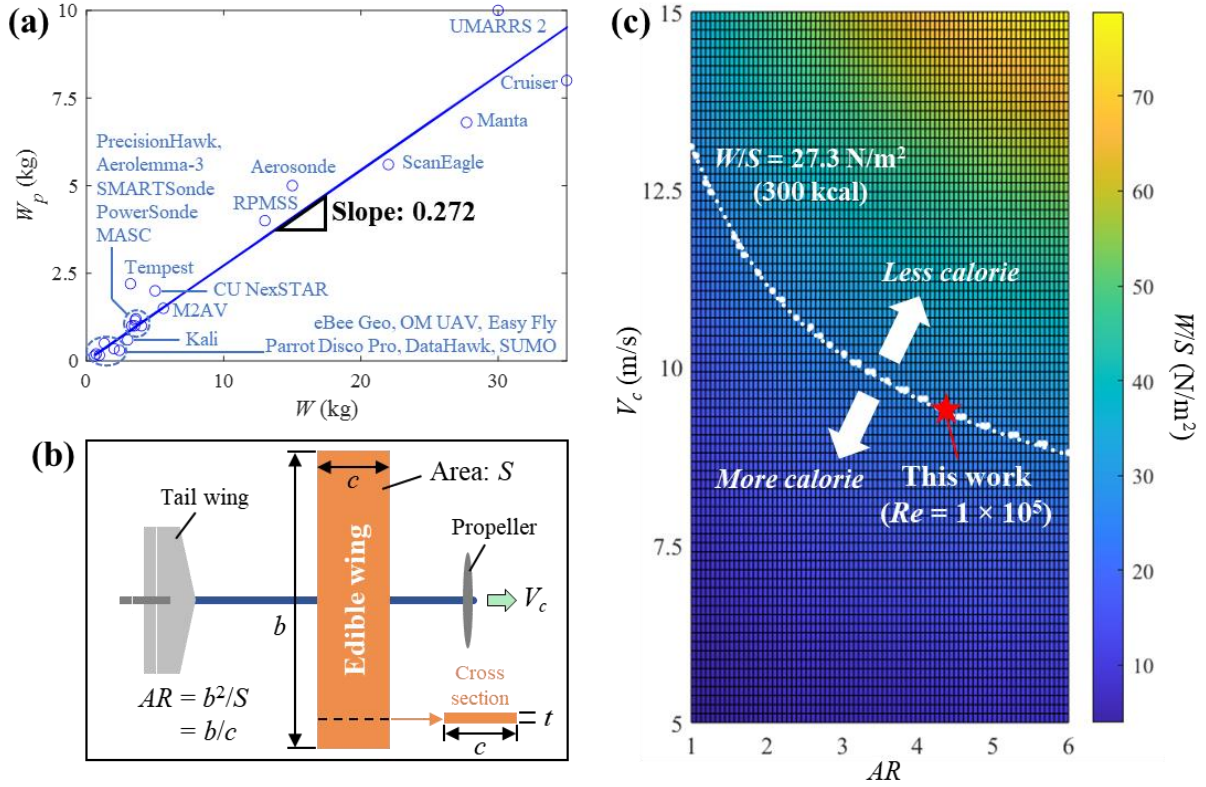 (a)
10
7.5
5
2.5
0
W_p (kg)
0
10
20
30
W (kg)
UMARRS 2
Cruiser
Manta
ScanEagle
Aerosonde
RPMSS
Slope: 0.272
PrecisionHawk,
Aerolemma-3
SMARTSonde
PowerSonde
MASC
Tempest
CU NexSTAR
M2AV
Kali
eBee Geo, OM UAV, Easy Fly
Parrot Disco Pro, DataHawk, SUMO
(b)
Tail wing
c
Area: S
Propeller
Edible wing
b
V_c
Cross
section
t
c
AR = b²/S
= b/c
(c)
15
12.5
10
7.5
5
V_c (m/s)
1
2
3
4
5
6
AR
W/S = 27.3 N/m²
(300 kcal)
Less calorie
More calorie
This work
(Re = 1 × 10⁵)
70
60
50
40
30
20
10
W/S (N/m²)